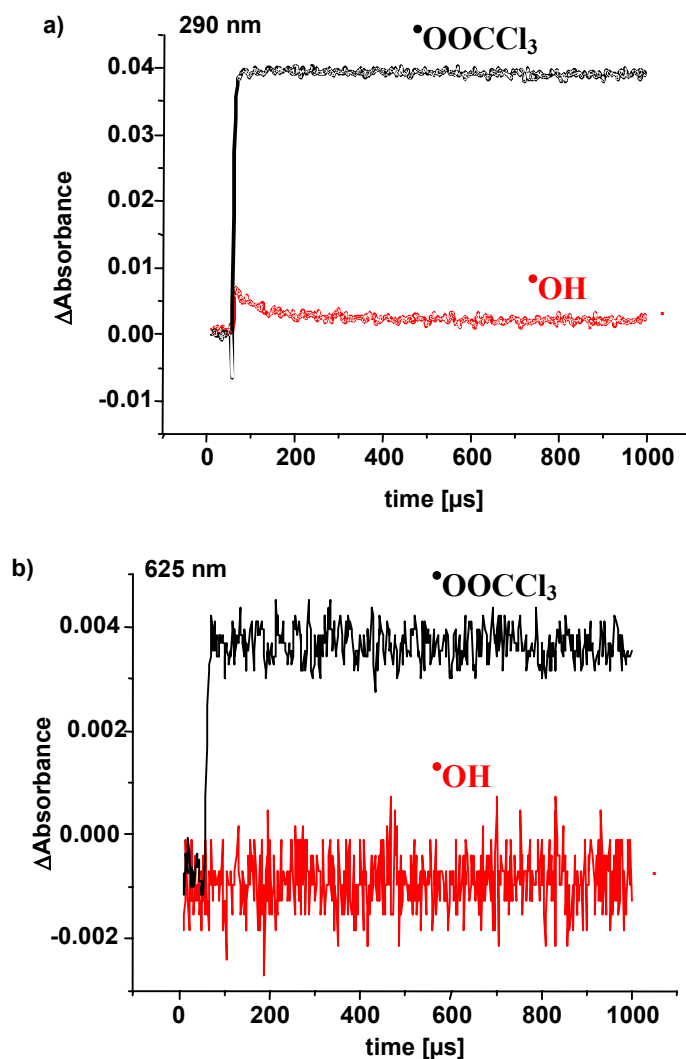 a)
290 nm
•OOCCl₃
0.04
0.03
0.02
0.01
0.00
-0.01
ΔAbsorbance
•OH
0 200 400 600 800 1000
time [µs]
b)
625 nm
•OOCCl₃
0.004
0.002
0.000
-0.002
ΔAbsorbance
•OH
0 200 400 600 800 1000
time [µs]